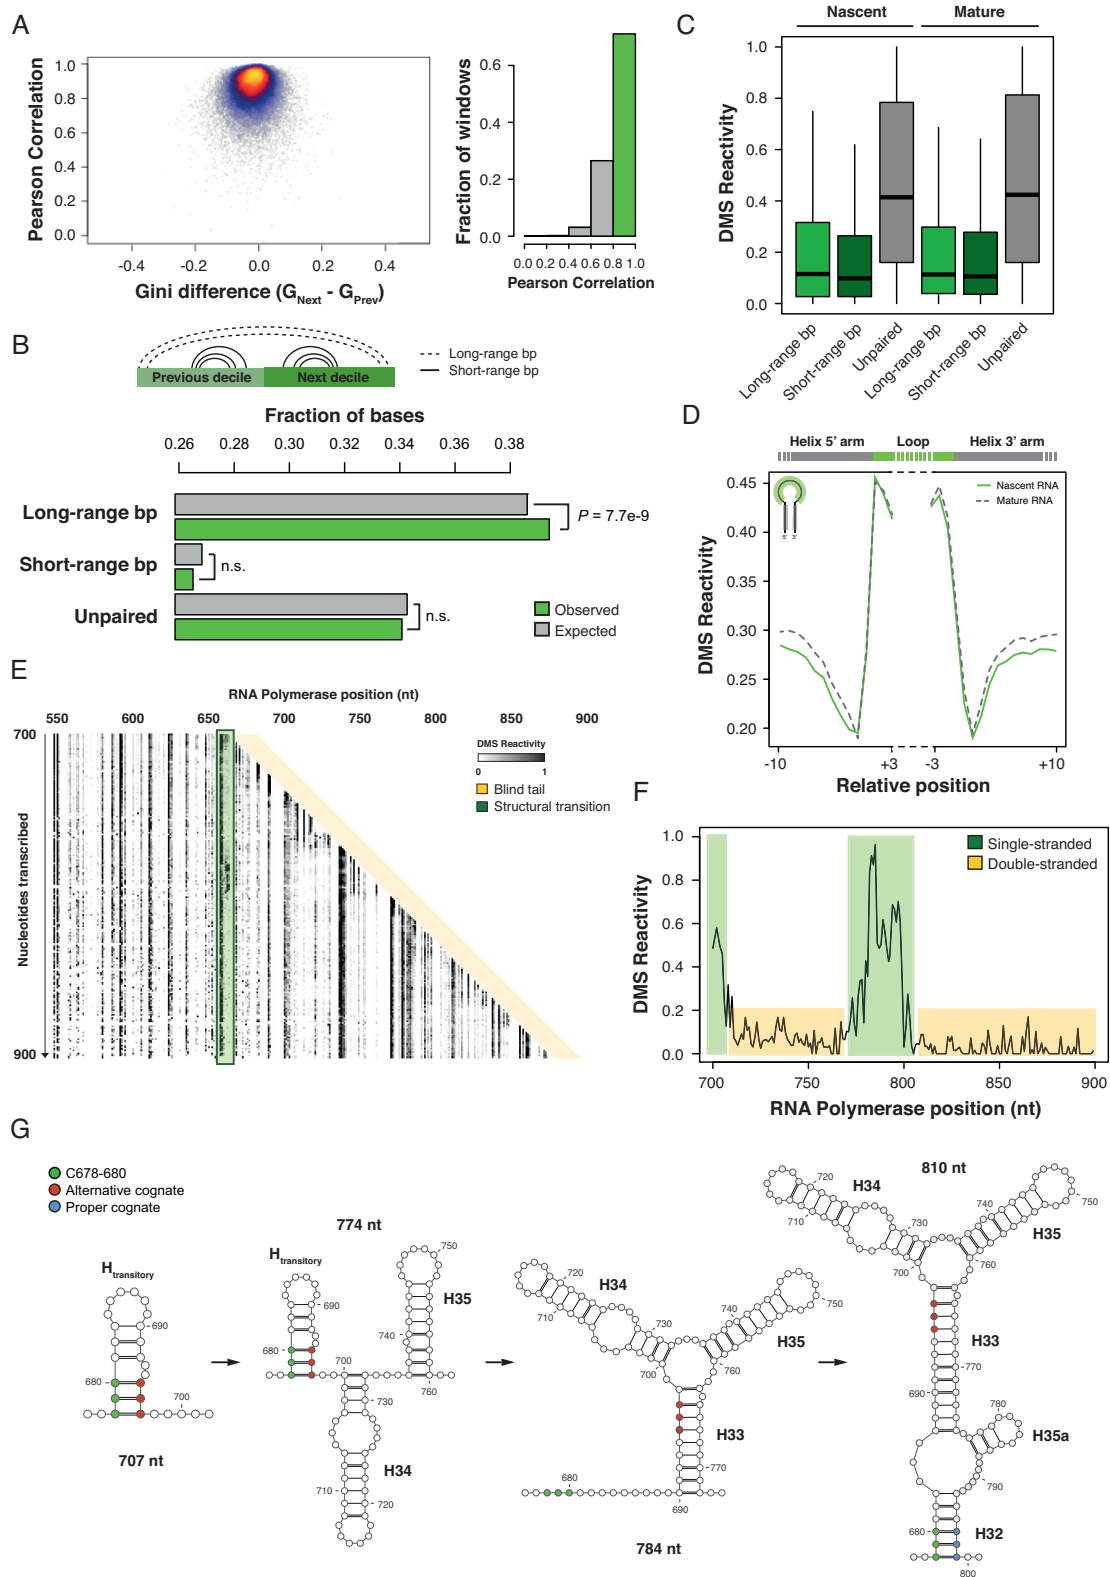 A
Pearson Correlation
1.0
0.8
0.6
0.4
0.2
0.0
-0.4
-0.2
0.0
0.2
0.4
Gini difference (G_Next - G_Prev)
Fraction of windows
0.6
0.4
0.2
0.0
0.0 0.2 0.4 0.6 0.8 1.0
Pearson Correlation
C
Nascent
Mature
DMS Reactivity
1.0
0.8
0.6
0.4
0.2
0.0
Long-range bp
Short-range bp
Unpaired
Long-range bp
Short-range bp
Unpaired
B
Previous decile
Next decile
Long-range bp
Short-range bp
Fraction of bases
0.26
0.28
0.30
0.32
0.34
0.36
0.38
Long-range bp
P = 7.7e-9
Short-range bp
n.s.
Unpaired
n.s.
Observed
Expected
D
Helix 5' arm
Loop
Helix 3' arm
DMS Reactivity
0.45
0.40
0.35
0.30
0.25
0.20
5' 3'
Nascent RNA
Mature RNA
-10
+3
-3
+10
Relative position
E
RNA Polymerase position (nt)
550
600
650
700
750
800
850
900
700
Nucleotides transcribed
900
DMS Reactivity
0
1
Blind tail
Structural transition
F
DMS Reactivity
1.0
0.8
0.6
0.4
0.2
0.0
Single-stranded
Double-stranded
700
750
800
850
900
RNA Polymerase position (nt)
G
C678-680
Alternative cognate
Proper cognate
H_transitory
690
680
700
707 nt
774 nt
H_transitory
690
680
700
750
H35
740
760
730
H34
710
720
720
H34
710
730
740
750
H35
700
760
H33
770
680
690
784 nt
810 nt
720
H34
710
730
740
750
H35
700
760
H33
770
690
780
H35a
790
680
H32
800